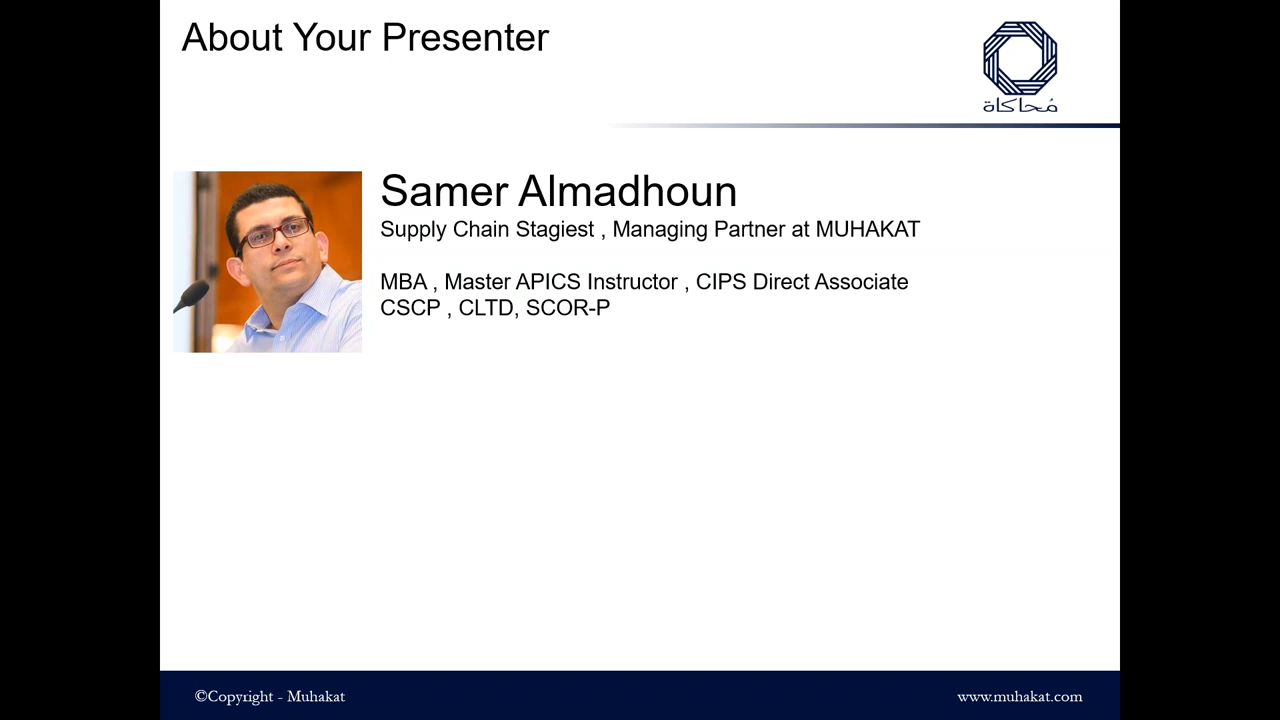 About Your Presenter
مُحاكاة
Samer Almadhoun
Supply Chain Stagiest , Managing Partner at MUHAKAT
MBA , Master APICS Instructor , CIPS Direct Associate
CSCP , CLTD, SCOR-P
©Copyright - Muhakat
www.muhakat.com